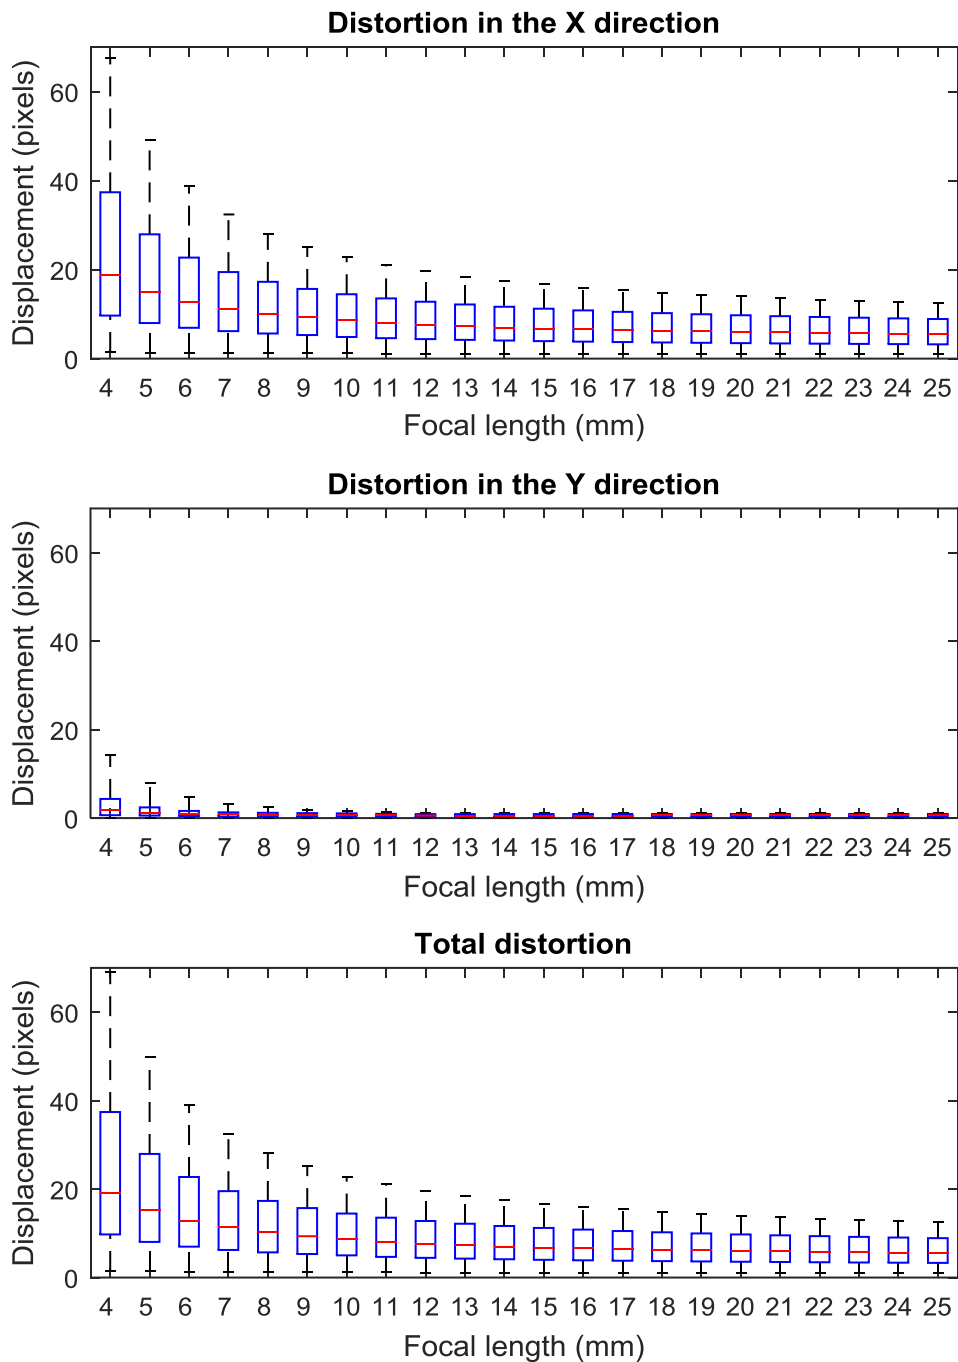 Distortion in the X direction
Displacement (pixels)
60
40
20
0
4 5 6 7 8 9 10 11 12 13 14 15 16 17 18 19 20 21 22 23 24 25
Focal length (mm)
Distortion in the Y direction
Displacement (pixels)
60
40
20
0
4 5 6 7 8 9 10 11 12 13 14 15 16 17 18 19 20 21 22 23 24 25
Focal length (mm)
Total distortion
Displacement (pixels)
60
40
20
0
4 5 6 7 8 9 10 11 12 13 14 15 16 17 18 19 20 21 22 23 24 25
Focal length (mm)